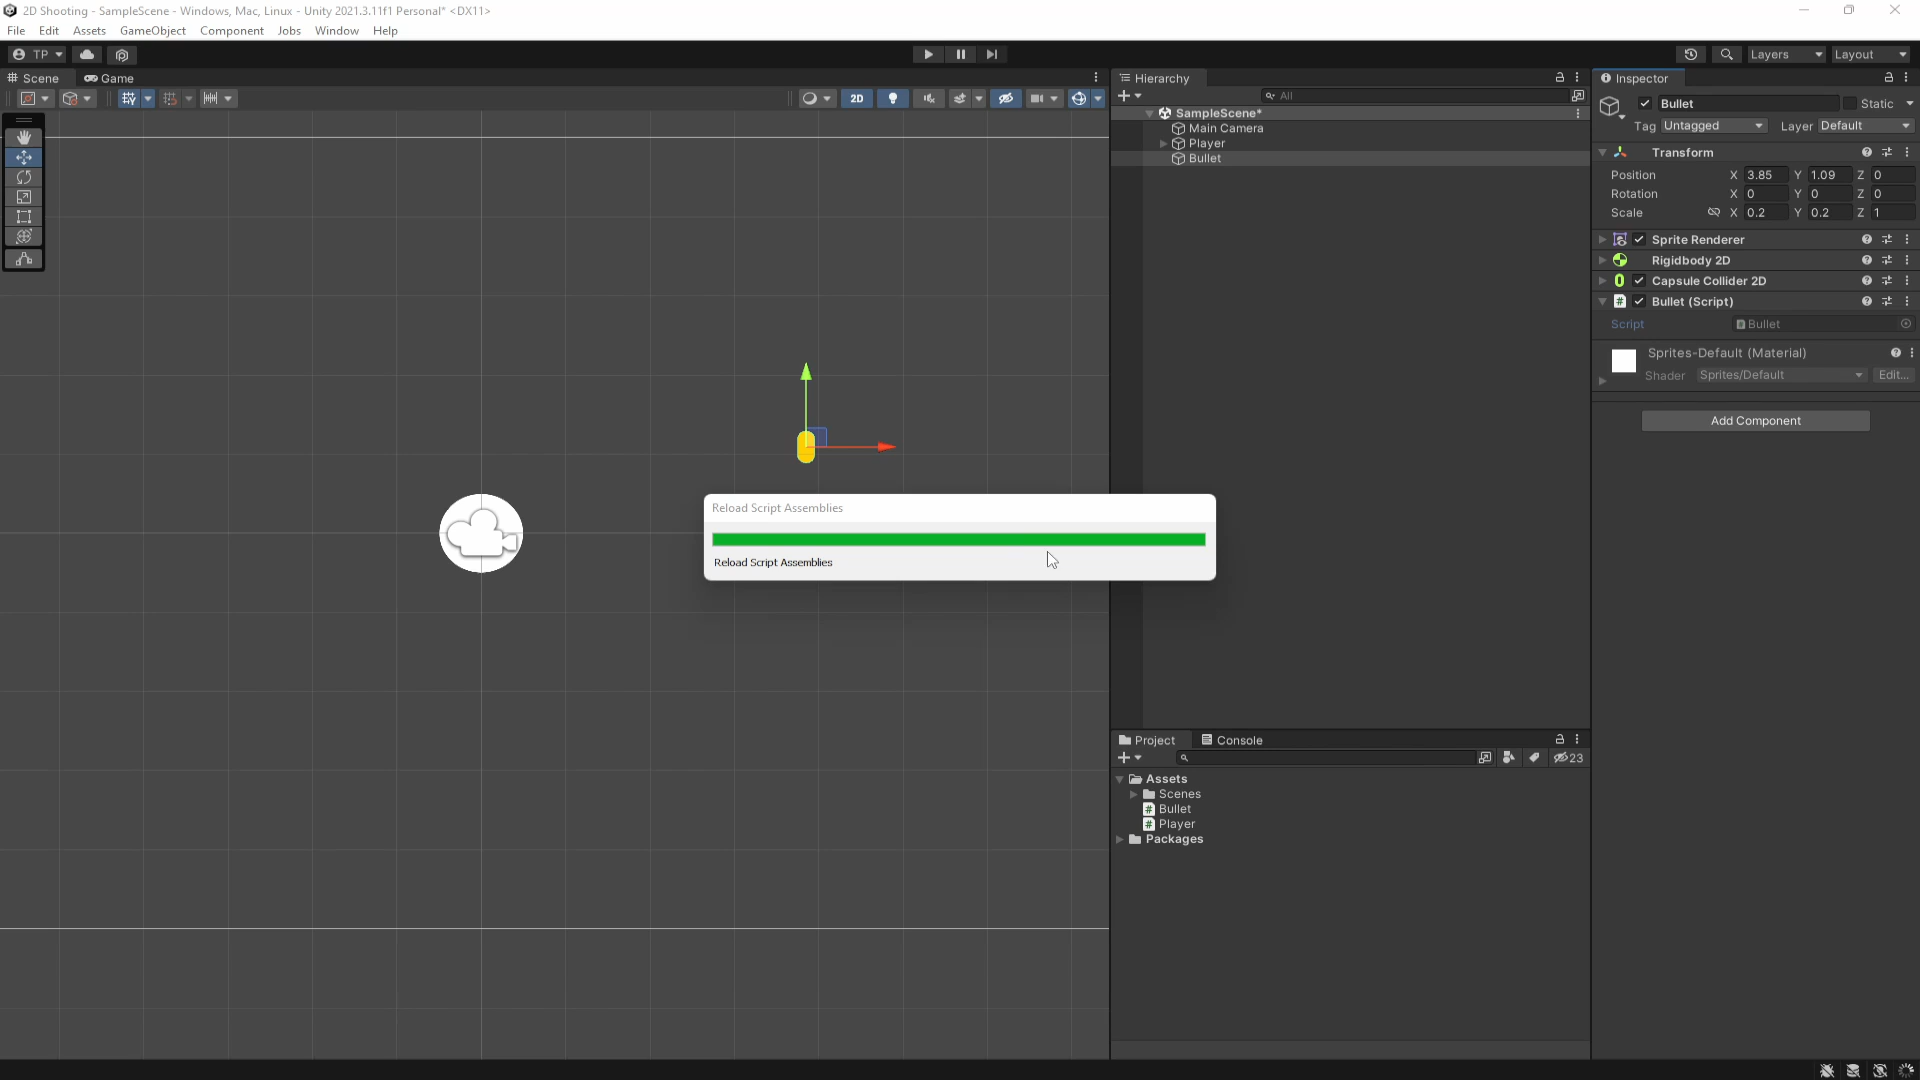 2D Shooting - SampleScene - Windows, Mac, Linux - Unity 2021.3.11f1 Personal* <DX11>
File Edit Assets GameObject Component Jobs Window Help
TP
Layers
Layout
Scene
Game
2D
Hierarchy
All
SampleScene*
Main Camera
Player
Bullet
Inspector
Bullet
Static
Tag Untagged
Layer Default
Transform
Position X 3.85 Y 1.09 Z 0
Rotation X 0 Y 0 Z 0
Scale X 0.2 Y 0.2 Z 1
Sprite Renderer
Rigidbody 2D
Capsule Collider 2D
Bullet (Script)
Script Bullet
Sprites-Default (Material)
Shader Sprites/Default Edit...
Add Component
Reload Script Assemblies
Reload Script Assemblies
Project
Console
23
Assets
Scenes
Bullet
Player
Packages